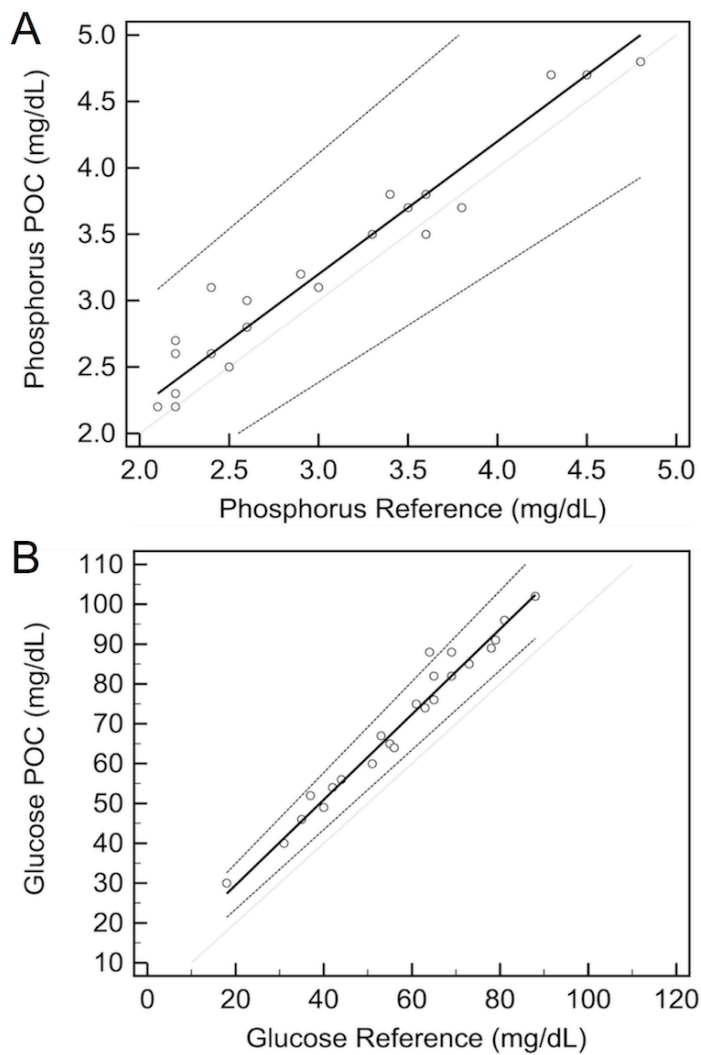 A
Phosphorus POC (mg/dL)
5.0
4.5
4.0
3.5
3.0
2.5
2.0
2.0 2.5 3.0 3.5 4.0 4.5 5.0
Phosphorus Reference (mg/dL)
B
Glucose POC (mg/dL)
110
100
90
80
70
60
50
40
30
20
10
0 20 40 60 80 100 120
Glucose Reference (mg/dL)